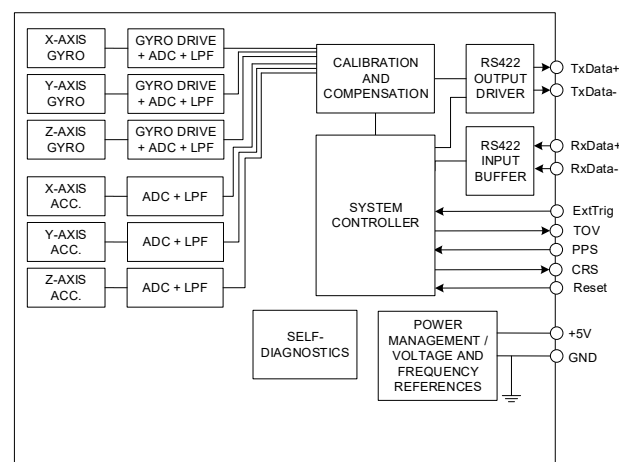 X-AXIS
GYRO
GYRO DRIVE
+ ADC + LPF
Y-AXIS
GYRO
GYRO DRIVE
+ ADC + LPF
Z-AXIS
GYRO
GYRO DRIVE
+ ADC + LPF
X-AXIS
ACC.
ADC + LPF
Y-AXIS
ACC.
ADC + LPF
Z-AXIS
ACC.
ADC + LPF
CALIBRATION
AND
COMPENSATION
RS422
OUTPUT
DRIVER
TxData+
TxData-
RS422
INPUT
BUFFER
RxData+
RxData-
SYSTEM
CONTROLLER
ExtTrig
TOV
PPS
CRS
Reset
SELF-
DIAGNOSTICS
POWER
MANAGEMENT /
VOLTAGE AND
FREQUENCY
REFERENCES
+5V
GND